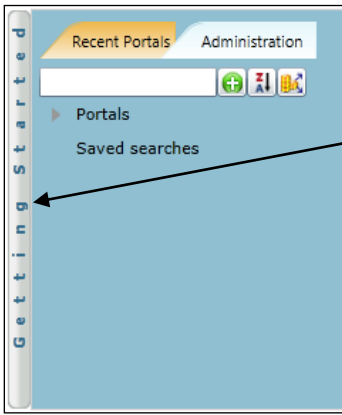 Getting Started
Recent Portals Administration
Z
A
Portals
Saved searches